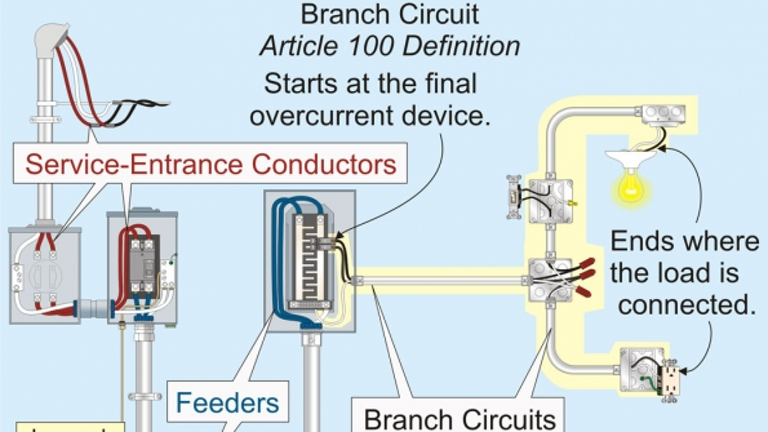 Branch Circuit
Article 100 Definition
Starts at the final
overcurrent device.
Service-Entrance Conductors
Ends where
the load is
connected.
Feeders
Branch Circuits